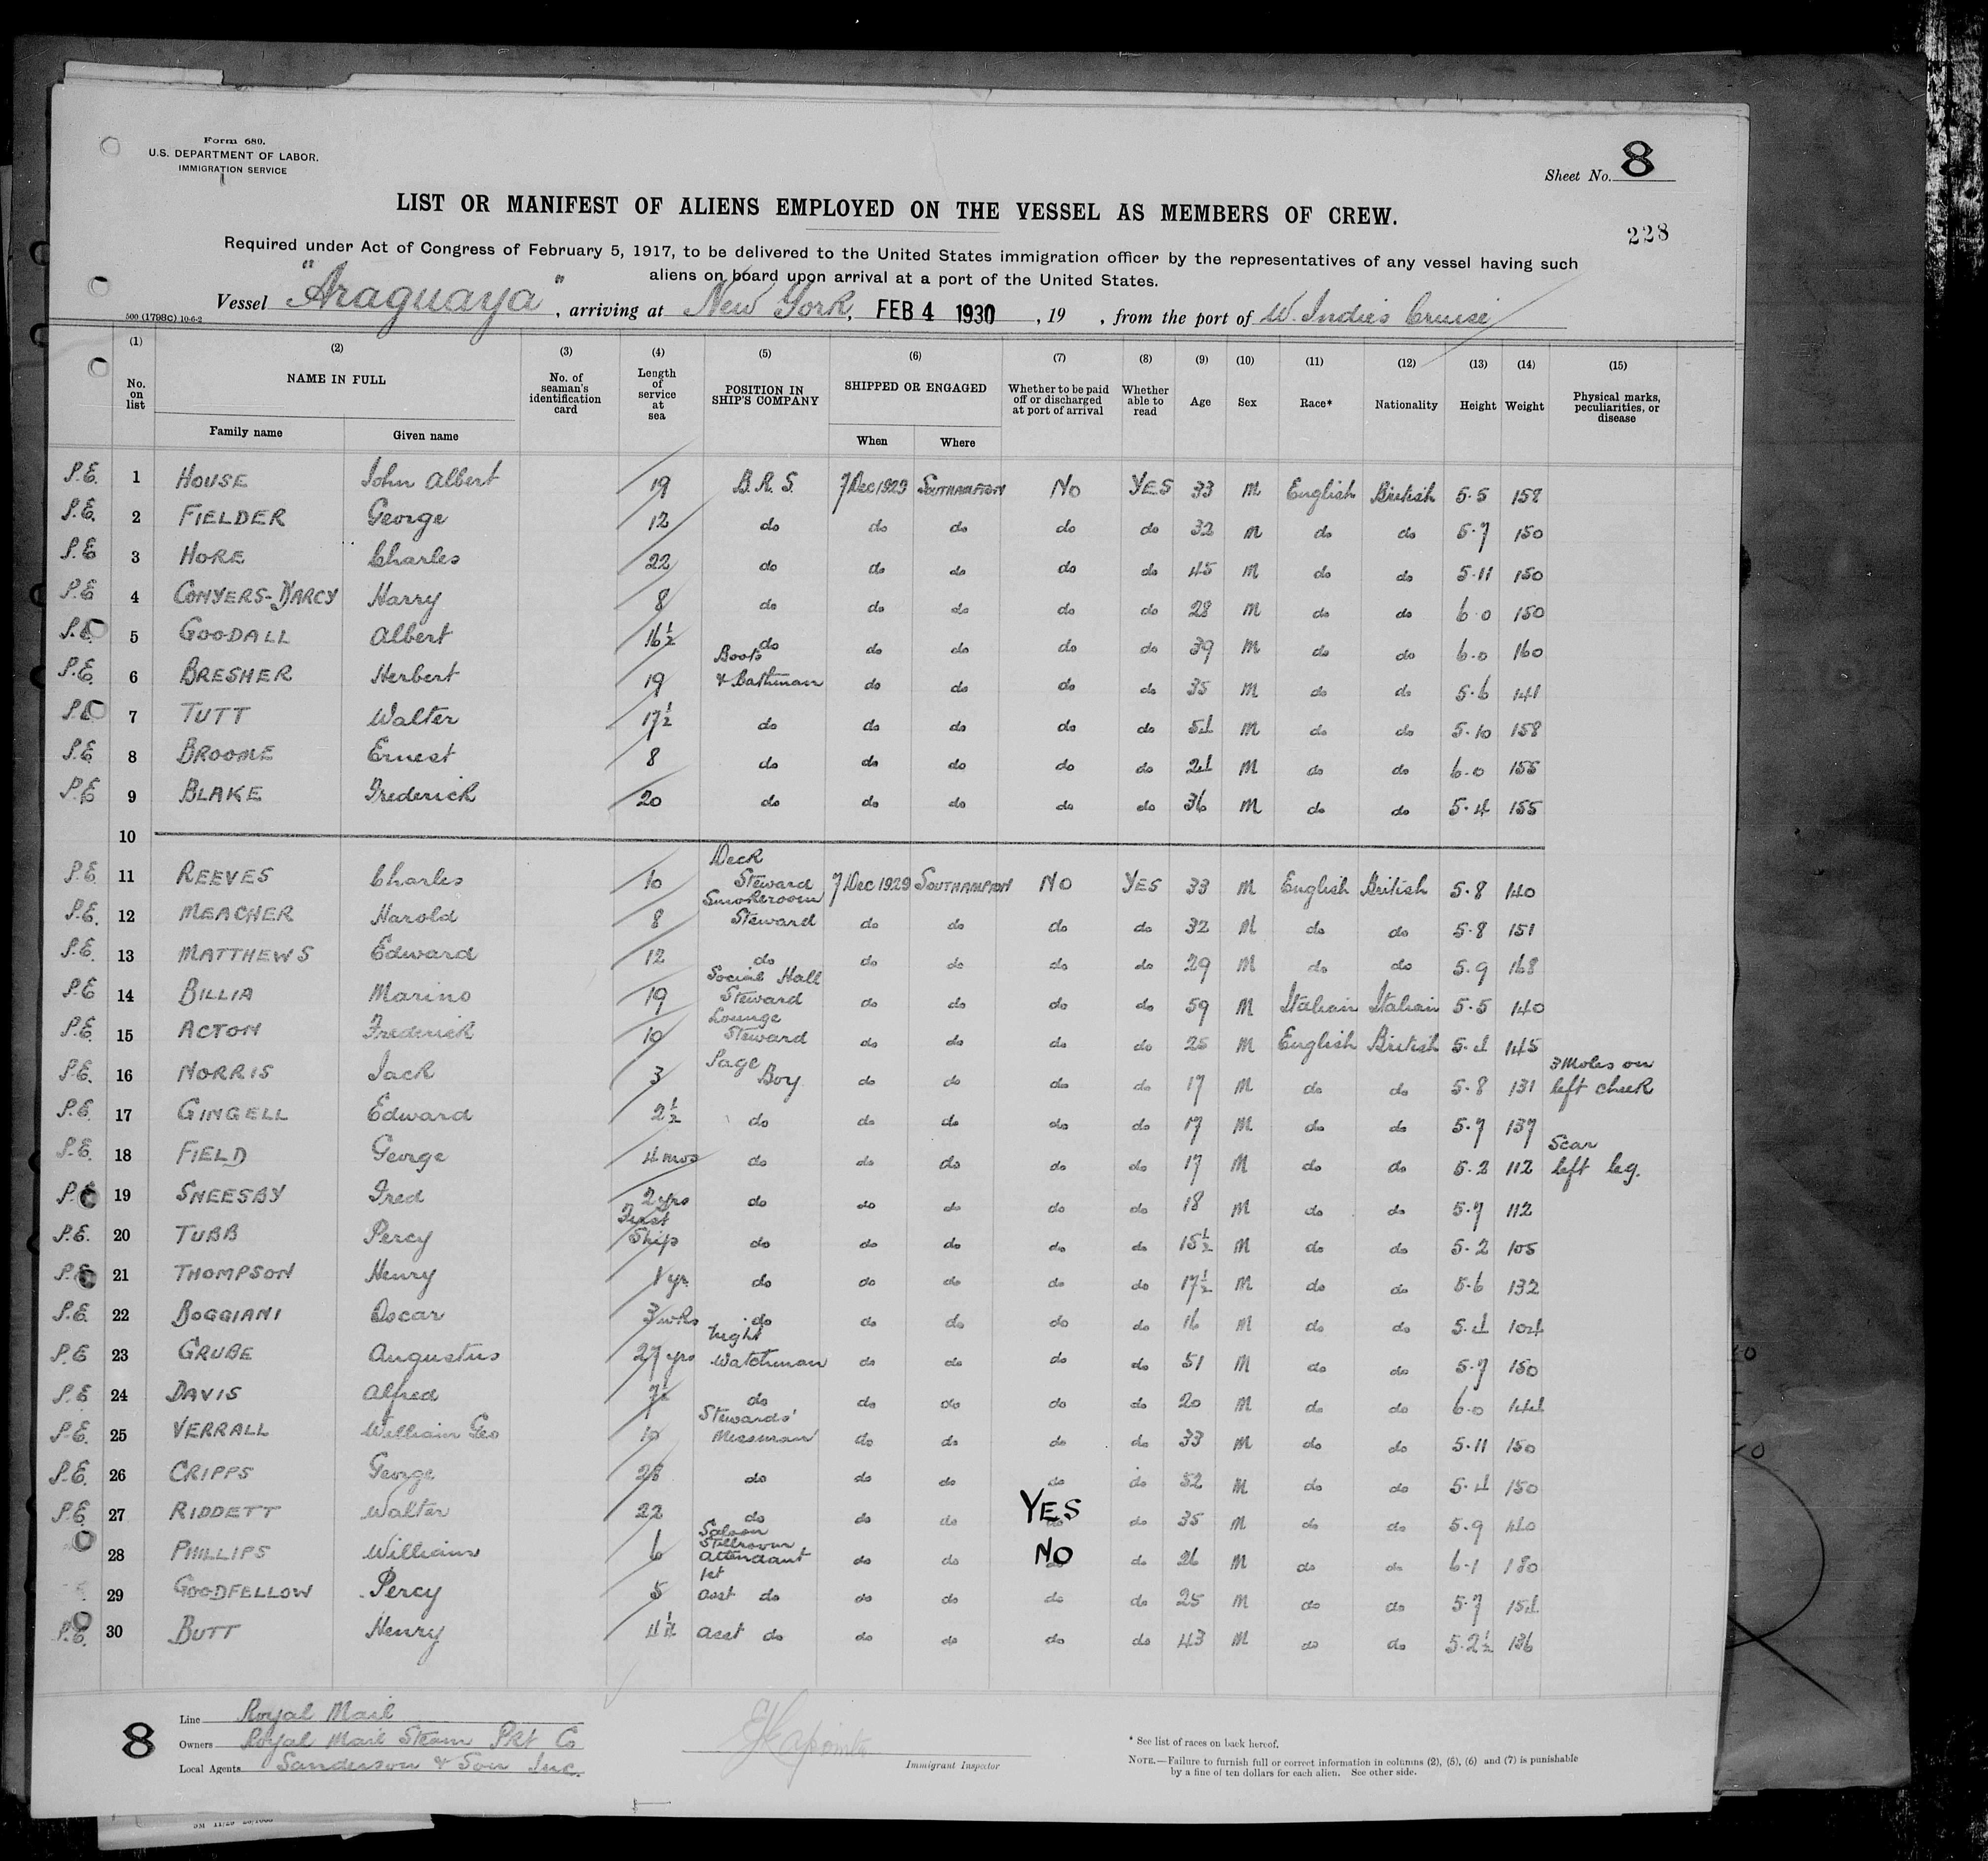 Form 680.
U.S. DEPARTMENT OF LABOR.
IMMIGRATION SERVICE
Sheet No. 8
LIST OR MANIFEST OF ALIENS EMPLOYED ON THE VESSEL AS MEMBERS OF CREW.
228
Required under Act of Congress of February 5, 1917, to be delivered to the United States immigration officer by the representatives of any vessel having such
aliens on board upon arrival at a port of the United States.
Vessel "Araguaya", arriving at New York, FEB 4 1930, 19 , from the port of W. Indies Cruise
500 (1798c) 10-6-2
(1) (2) (3) (4) (5) (6) (7) (8) (9) (10) (11) (12) (13) (14) (15)
No. on list NAME IN FULL Family name Given name No. of seaman's identification card Length of service at sea POSITION IN SHIP'S COMPANY SHIPPED OR ENGAGED When Where Whether to be paid off or discharged at port of arrival Whether able to read Age Sex Race* Nationality Height Weight Physical marks, peculiarities, or disease
P.E. 1 HOUSE John Albert 19 B.R.S. 7 Dec 1929 SOUTHAMPTON NO YES 33 M English British 5.5 158
P.E. 2 FIELDER George 12 do do do do do 32 M do do 5.7 150
P.E 3 HORE Charles 22 do do do do do 45 M do do 5.11 150
P.E 4 CONYERS-D'ARCY Harry 8 do do do do do 28 M do do 6.0 150
P.E. 5 GOODALL Albert 16½ do do do do do 39 M do do 6.0 160
P.E. 6 BRESHER Herbert 19 Boots & Bathman do do do do 35 M do do 5.6 141
P.E 7 TUTT Walter 17½ do do do do do 54 M do do 5.10 158
P.E 8 BROOME Ernest 8 do do do do do 24 M do do 6.0 155
P.E 9 BLAKE Frederick 20 do do do do do 36 M do do 5.4 155
10
P.E 11 REEVES Charles 10 Deck Steward 7 Dec 1929 SOUTHAMPTON NO YES 33 M English British 5.8 140
P.E. 12 MEACHER Harold 8 Smokeroom Steward do do do do 32 M do do 5.8 151
P.E. 13 MATTHEWS Edward 12 do do do do do 29 M do do 5.9 168
P.E 14 BILLIA Marino 19 Social Hall Steward do do do do 59 M Italian Italian 5.5 140
P.E. 15 ACTON Frederick 10 Lounge Steward do do do do 25 M English British 5.4 145
P.E. 16 NORRIS Jack 3 Page Boy do do do do 17 M do do 5.8 131 3 Moles on left cheek
P.E 17 GINGELL Edward 2½ do do do do do 17 M do do 5.7 137
P.E. 18 FIELD George 4 mos do do do do do 17 M do do 5.2 112 Scar left leg.
P.E 19 SNEESBY Fred 2 yrs do do do do do 18 M do do 5.7 112
P.E. 20 TUBB Percy First Ship do do do do do 15½ M do do 5.2 105
P.E 21 THOMPSON Henry 1 yr do do do do do 17½ M do do 5.6 132
P.E. 22 BOGGIANI Oscar 3 wks do do do do do 16 M do do 5.4 104
P.E 23 GRUBE Augustus 27 yrs Night Watchman do do do do 51 M do do 5.7 150
P.E 24 DAVIS Alfred do do do do do 20 M do do 6.0 144
P.E. 25 VERRALL William Geo 10 Stewards' Messman do do do do 33 M do do 5.11 150
P.E. 26 CRIPPS George 28 do do do do do 52 M do do 5.4 150
P.E 27 RIDDETT Walter 22 do do do YES do 35 M do do 5.9 140
28 PHILLIPS William 6 Saloon Stillroom Attendant do do NO do 26 M do do 6.1 180
29 GOODFELLOW Percy 5 1st asst do do do do do 25 M do do 5.7 154
P.E. 30 BUTT Henry asst do do do do do 43 M do do 5.2½ 136
8
Line Royal Mail
Owners Royal Mail Steam Pkt Co
Local Agents Sanderson & Son Inc.
Immigrant Inspector
* See list of races on back hereof.
NOTE.—Failure to furnish full or correct information in columns (2), (5), (6) and (7) is punishable
by a fine of ten dollars for each alien. See other side.